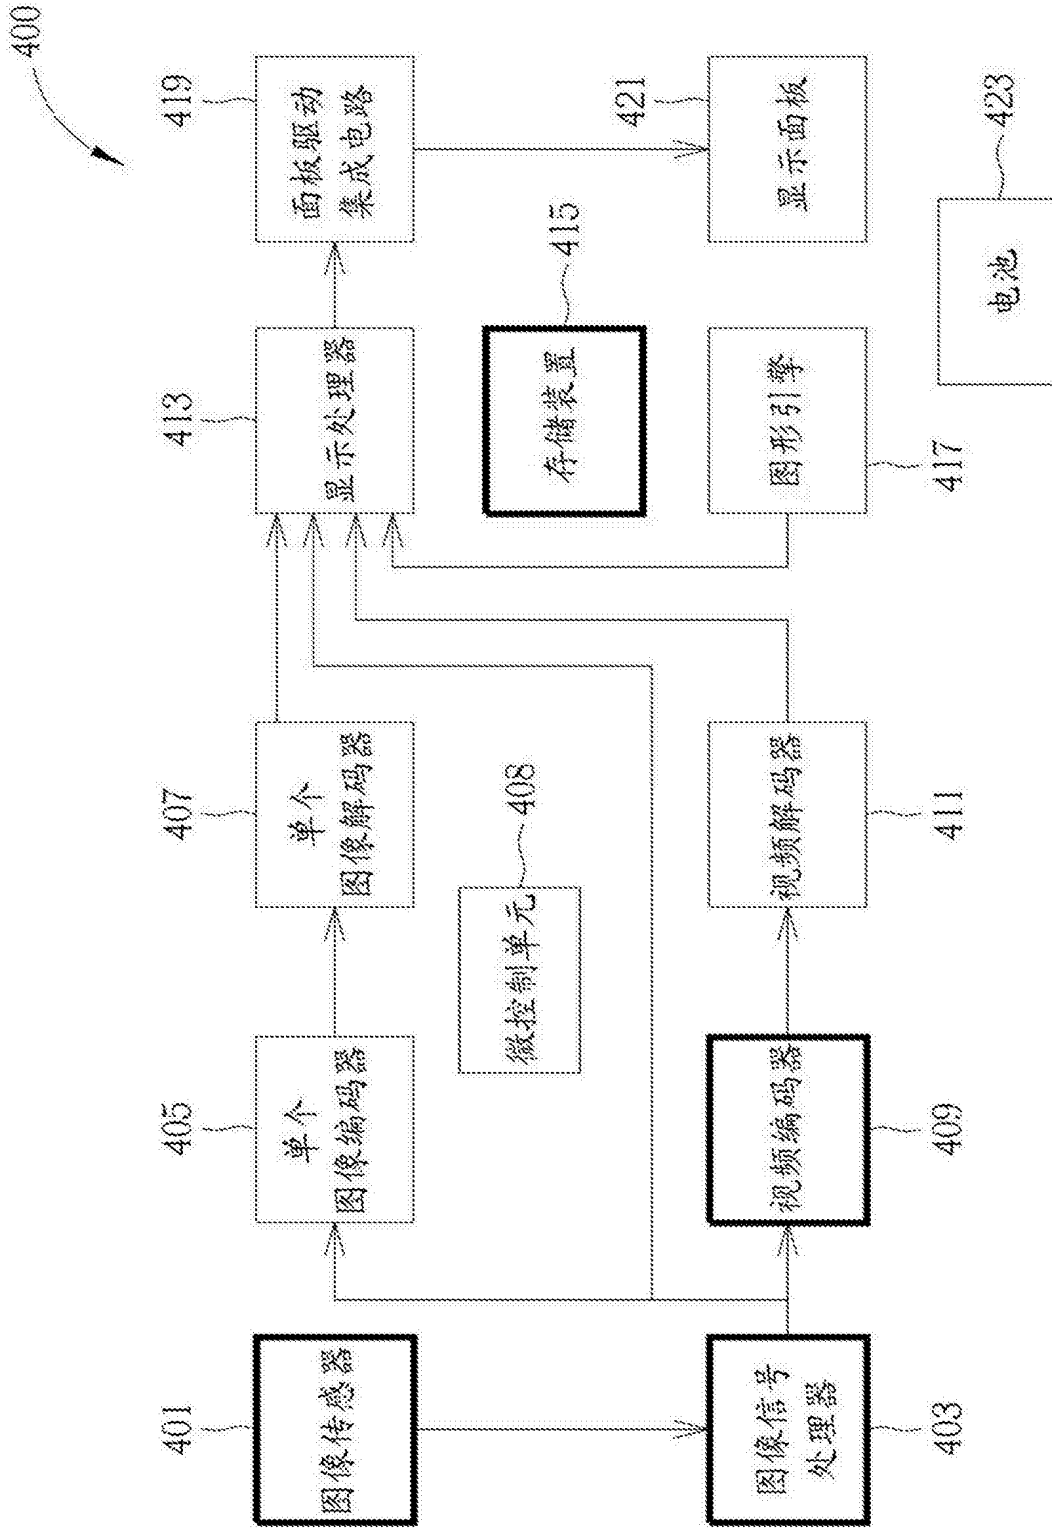 400
401
图像传感器
405
单个
图像编码器
407
单个
图像解码器
413
显示处理器
419
面板驱动
集成电路
微控制单元
408
存储装置
415
图像信号
处理器
403
视频编码器
409
视频解码器
411
图形引擎
417
显示面板
421
电池
423